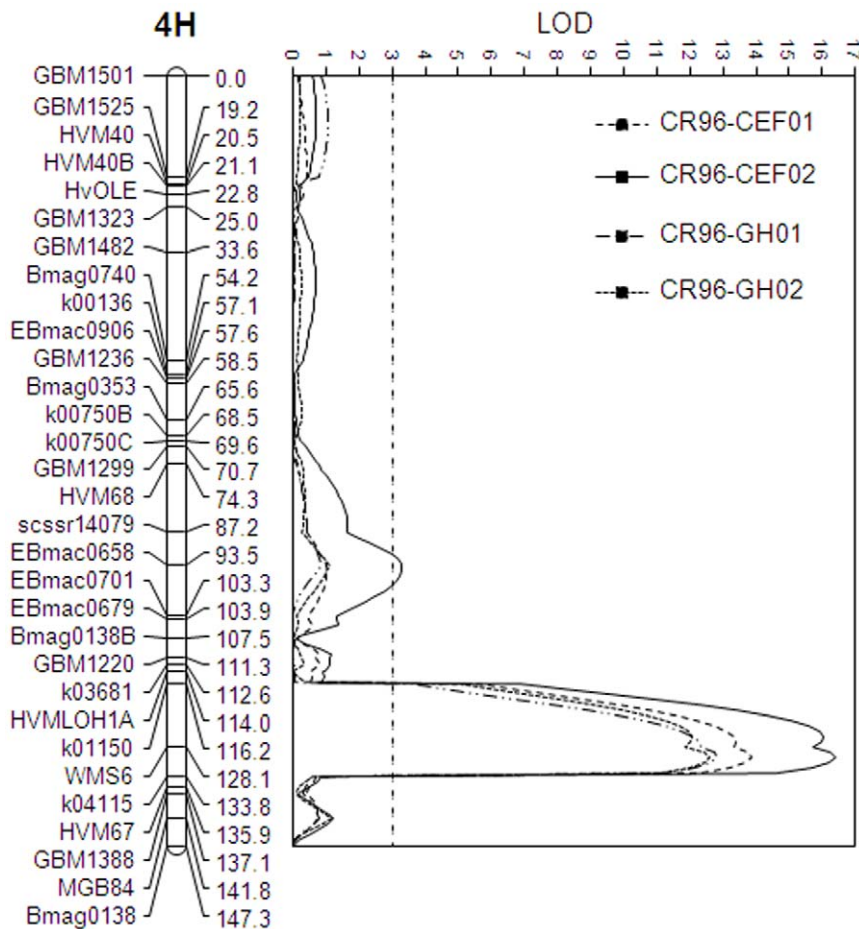 4H
LOD
0 1 2 3 4 5 6 7 8 9 10 11 12 13 14 15 16 17
GBM1501 0.0
GBM1525 19.2
HVM40 20.5
HVM40B 21.1
HvOLE 22.8
GBM1323 25.0
GBM1482 33.6
Bmag0740 54.2
k00136 57.1
EBmac0906 57.6
GBM1236 58.5
Bmag0353 65.6
k00750B 68.5
k00750C 69.6
GBM1299 70.7
HVM68 74.3
scssr14079 87.2
EBmac0658 93.5
EBmac0701 103.3
EBmac0679 103.9
Bmag0138B 107.5
GBM1220 111.3
k03681 112.6
HVMLOH1A 114.0
k01150 116.2
WMS6 128.1
k04115 133.8
HVM67 135.9
GBM1388 137.1
MGB84 141.8
Bmag0138 147.3
CR96-CEF01
CR96-CEF02
CR96-GH01
CR96-GH02